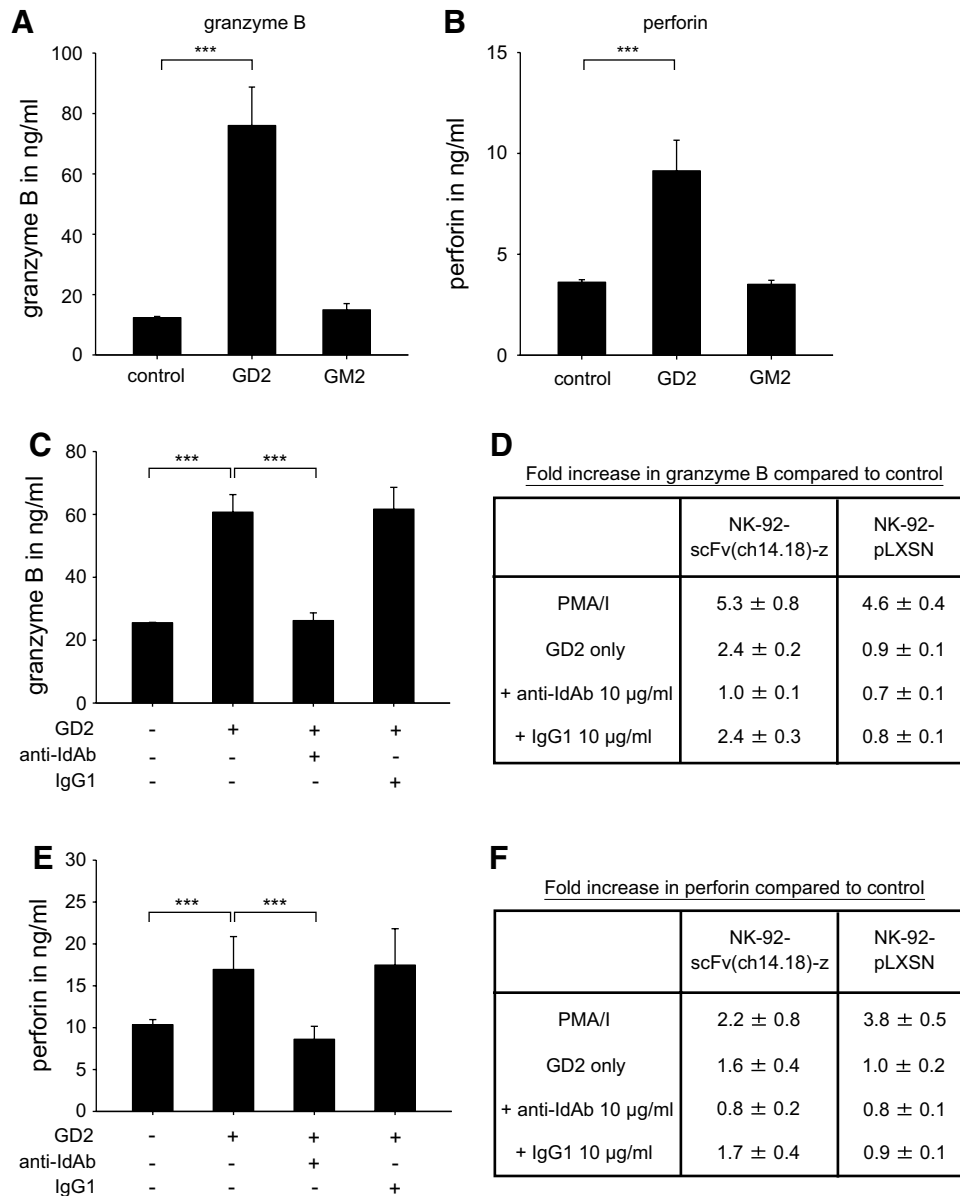 A
granzyme B
***
granzyme B in ng/ml
100
80
60
40
20
0
control GD2 GM2
B
perforin
***
perforin in ng/ml
15
10
5
0
control GD2 GM2
C
*** ***
granzyme B in ng/ml
80
60
40
20
0
GD2 - + + +
anti-IdAb - - + -
IgG1 - - - +
D
Fold increase in granzyme B compared to control
NK-92- NK-92-
scFv(ch14.18)-z pLXSN
PMA/I 5.3 ± 0.8 4.6 ± 0.4
GD2 only 2.4 ± 0.2 0.9 ± 0.1
+ anti-IdAb 10 µg/ml 1.0 ± 0.1 0.7 ± 0.1
+ IgG1 10 µg/ml 2.4 ± 0.3 0.8 ± 0.1
E
*** ***
perforin in ng/ml
30
25
20
15
10
5
0
GD2 - + + +
anti-IdAb - - + -
IgG1 - - - +
F
Fold increase in perforin compared to control
NK-92- NK-92-
scFv(ch14.18)-z pLXSN
PMA/I 2.2 ± 0.8 3.8 ± 0.5
GD2 only 1.6 ± 0.4 1.0 ± 0.2
+ anti-IdAb 10 µg/ml 0.8 ± 0.2 0.8 ± 0.1
+ IgG1 10 µg/ml 1.7 ± 0.4 0.9 ± 0.1